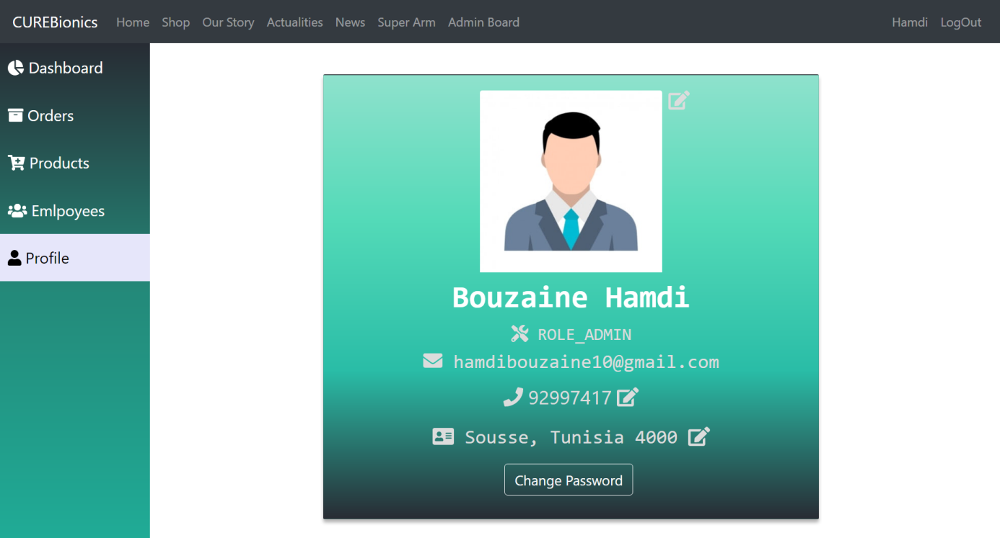 CUREBionics Home Shop Our Story Actualities News Super Arm Admin Board Hamdi LogOut
Dashboard
Orders
Products
Emlpoyees
Profile
Bouzaine Hamdi
ROLE_ADMIN
hamdibouzaine10@gmail.com
92997417
Sousse, Tunisia 4000
Change Password